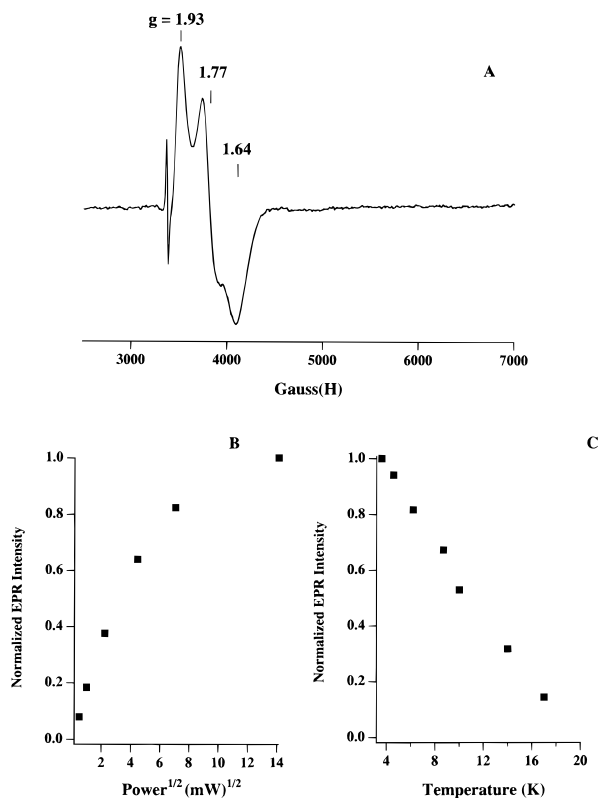 g = 1.93
1.77
A
1.64
3000 4000 5000 6000 7000
Gauss(H)
B
1.0
0.8
0.6
0.4
0.2
0.0
Normalized EPR Intensity
2 4 6 8 10 12 14
Power1/2 (mW)1/2
C
1.0
0.8
0.6
0.4
0.2
0.0
Normalized EPR Intensity
4 8 12 16 20
Temperature (K)